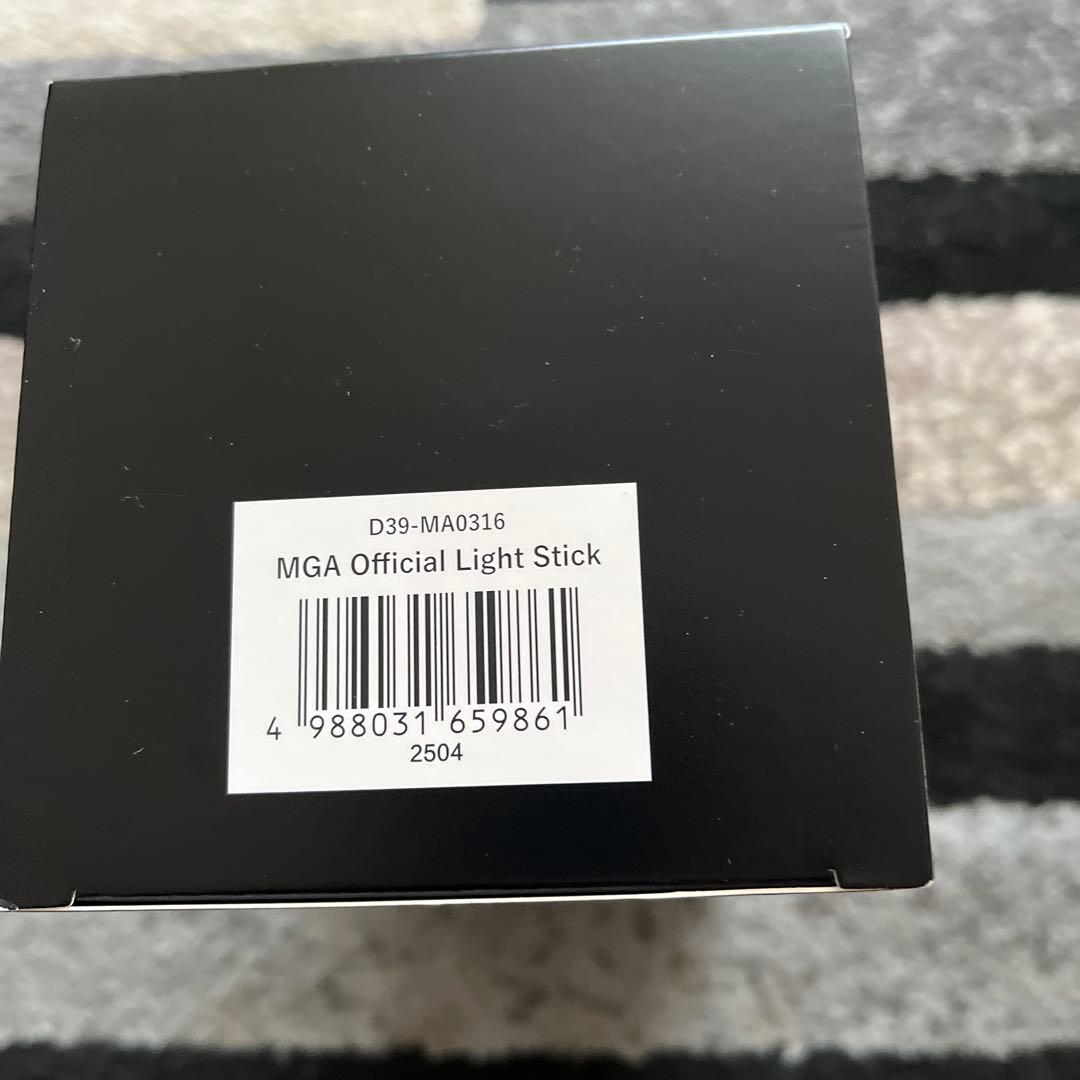 D39-MA0316
MGA Official Light Stick
4 988031 659861
2504